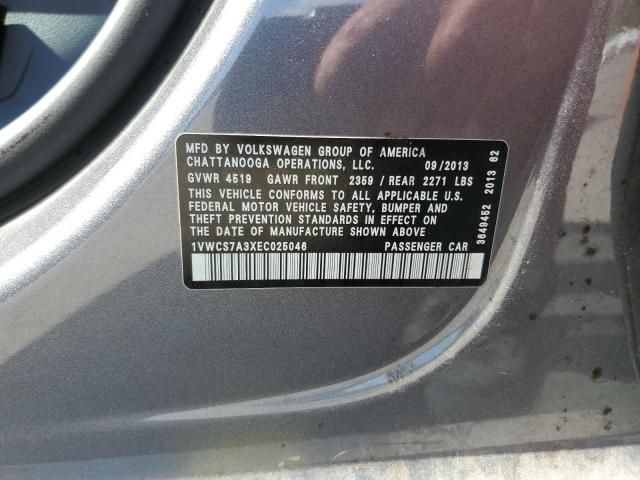 MFD BY VOLKSWAGEN GROUP OF AMERICA
CHATTANOOGA OPERATIONS, LLC. 09/2013
GVWR 4519 GAWR FRONT 2359 / REAR 2271 LBS
THIS VEHICLE CONFORMS TO ALL APPLICABLE U.S.
FEDERAL MOTOR VEHICLE SAFETY, BUMPER AND
THEFT PREVENTION STANDARDS IN EFFECT ON
THE DATE OF MANUFACTURE SHOWN ABOVE
1VWCS7A3XEC025046 PASSENGER CAR
3649452 2013 62